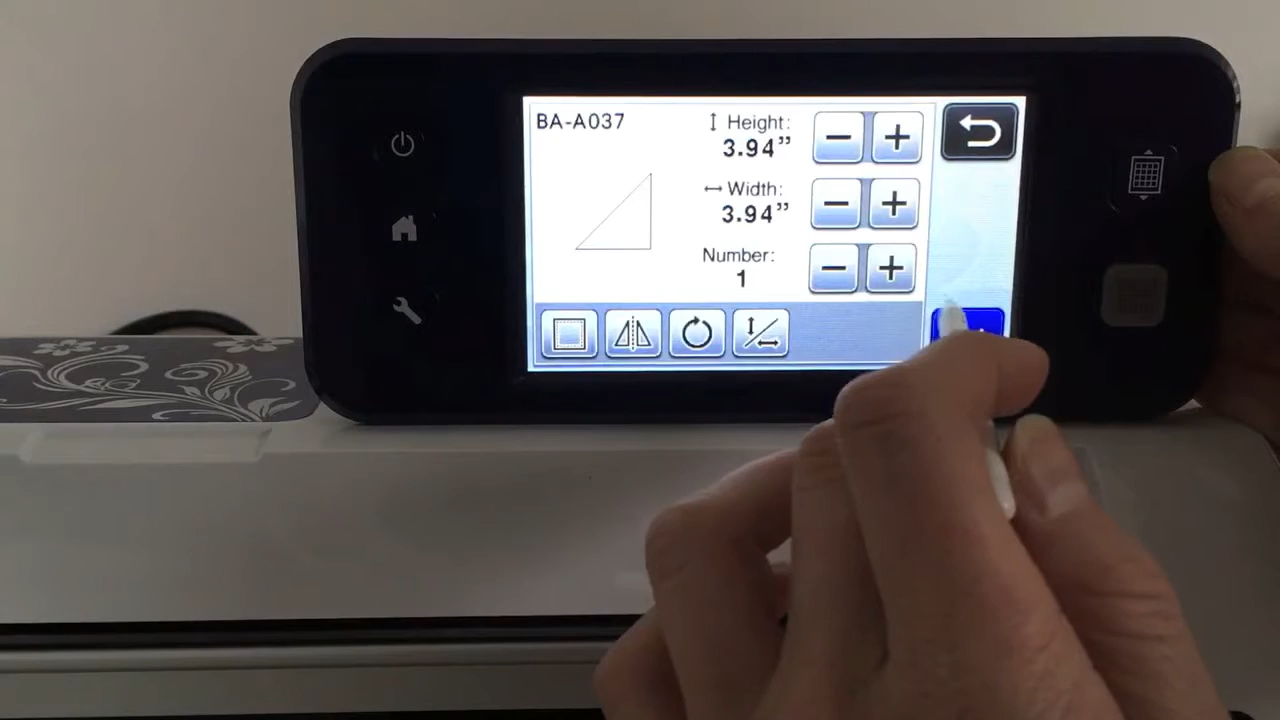 BA-A037
Height:
3.94”
Width:
3.94”
Number:
1